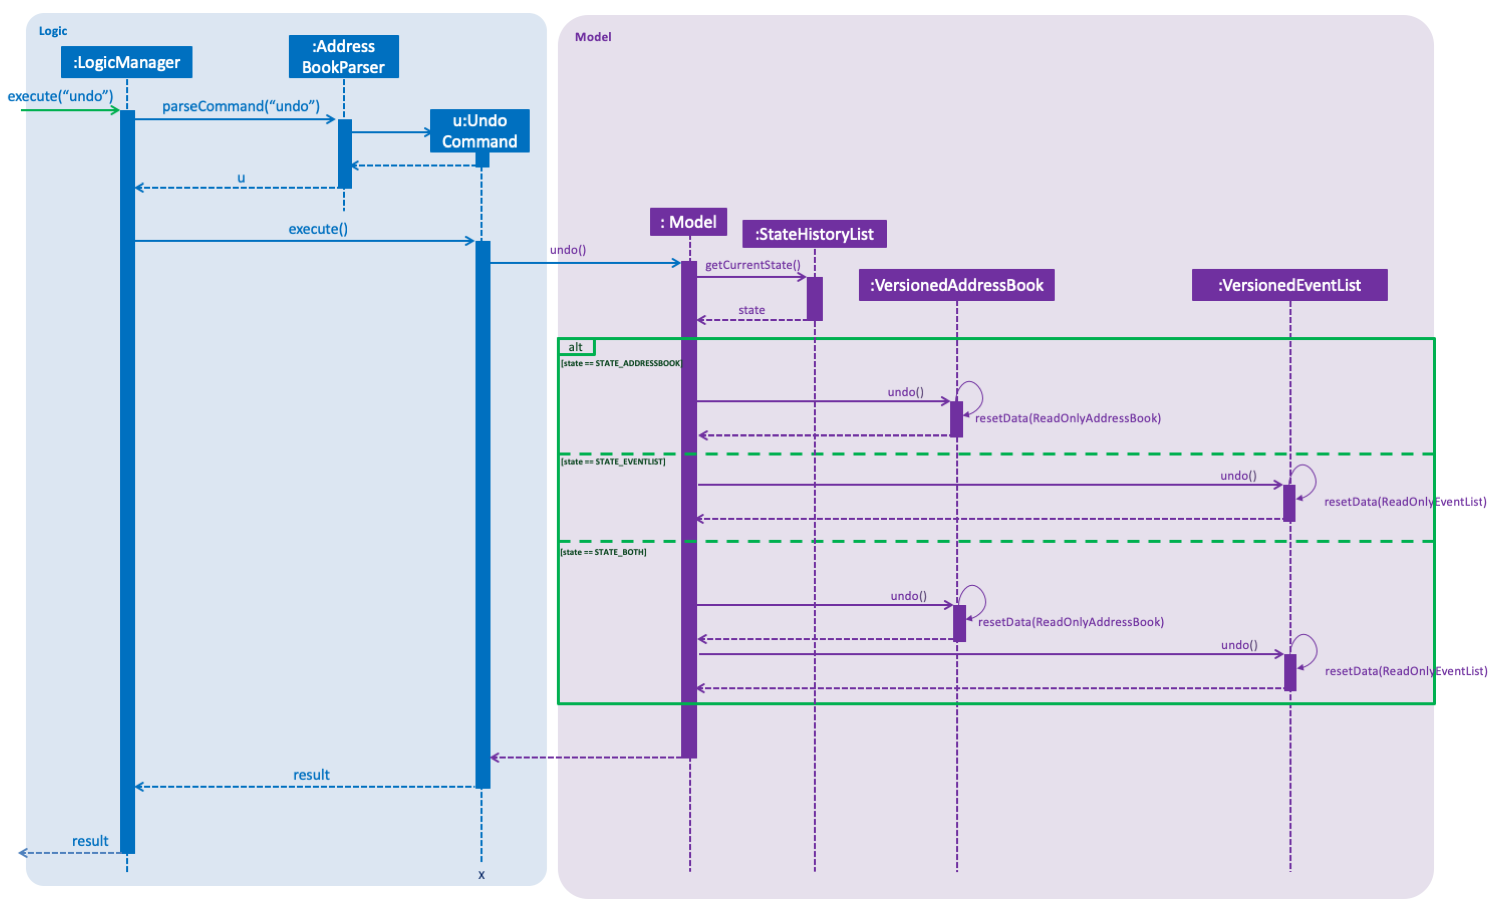 Logic
Model
:LogicManager
:Address
BookParser
execute(“undo”)
parseCommand(“undo”)
u:Undo
Command
u
execute()
: Model
:StateHistoryList
undo()
getCurrentState()
:VersionedAddressBook
:VersionedEventList
state
alt
[state == STATE_ADDRESSBOOK]
undo()
resetData(ReadOnlyAddressBook)
[state == STATE_EVENTLIST]
undo()
resetData(ReadOnlyEventList)
[state == STATE_BOTH]
undo()
resetData(ReadOnlyAddressBook)
undo()
resetData(ReadOnlyEventList)
result
result
x